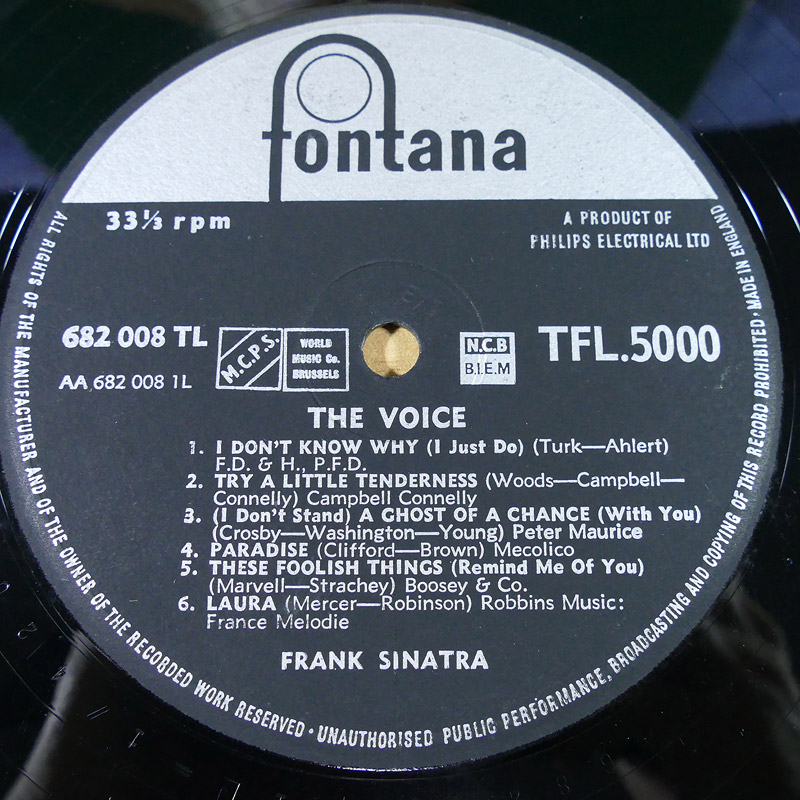 fontana
33⅓ rpm
A PRODUCT OF
PHILIPS ELECTRICAL LTD
682 008 TL
AA 682 008 1L
M.C.P.S.
WORLD
MUSIC Co.
BRUSSELS
N.C.B
B.I.E.M
TFL.5000
THE VOICE
1. I DON'T KNOW WHY (I Just Do) (Turk—Ahlert)
F.D. & H., P.F.D.
2. TRY A LITTLE TENDERNESS (Woods—Campbell—
Connelly) Campbell Connelly
3. (I Don't Stand) A GHOST OF A CHANCE (With You)
(Crosby—Washington—Young) Peter Maurice
4. PARADISE (Clifford—Brown) Mecolico
5. THESE FOOLISH THINGS (Remind Me Of You)
(Marvell—Strachey) Boosey & Co.
6. LAURA (Mercer—Robinson) Robbins Music:
France Melodie
FRANK SINATRA
ALL RIGHTS OF THE MANUFACTURER AND OF THE OWNER OF THE RECORDED WORK RESERVED · UNAUTHORISED PUBLIC PERFORMANCE, BROADCASTING AND COPYING OF THIS RECORD PROHIBITED · MADE IN ENGLAND